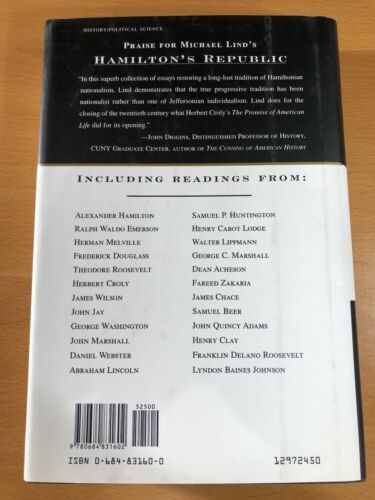 HISTORY/POLITICAL SCIENCE
PRAISE FOR MICHAEL LIND'S
HAMILTON'S REPUBLIC
"In this superb collection of essays restoring a long-lost tradition of Hamiltonian
nationalism, Lind demonstrates that the true progressive tradition has been
nationalist rather than one of Jeffersonian individualism. Lind does for the
closing of the twentieth century what Herbert Croly's The Promise of American
Life did for its opening."
—JOHN DIGGINS, DISTINGUISHED PROFESSOR OF HISTORY,
CUNY GRADUATE CENTER, AUTHOR OF THE CUNNING OF AMERICAN HISTORY
INCLUDING READINGS FROM:
ALEXANDER HAMILTON
RALPH WALDO EMERSON
HERMAN MELVILLE
FREDERICK DOUGLASS
THEODORE ROOSEVELT
HERBERT CROLY
JAMES WILSON
JOHN JAY
GEORGE WASHINGTON
JOHN MARSHALL
DANIEL WEBSTER
ABRAHAM LINCOLN
SAMUEL P. HUNTINGTON
HENRY CABOT LODGE
WALTER LIPPMANN
GEORGE C. MARSHALL
DEAN ACHESON
FAREED ZAKARIA
JAMES CHACE
SAMUEL BEER
JOHN QUINCY ADAMS
HENRY CLAY
FRANKLIN DELANO ROOSEVELT
LYNDON BAINES JOHNSON
52500
9 780684 831602
ISBN 0-684-83160-0
12972450